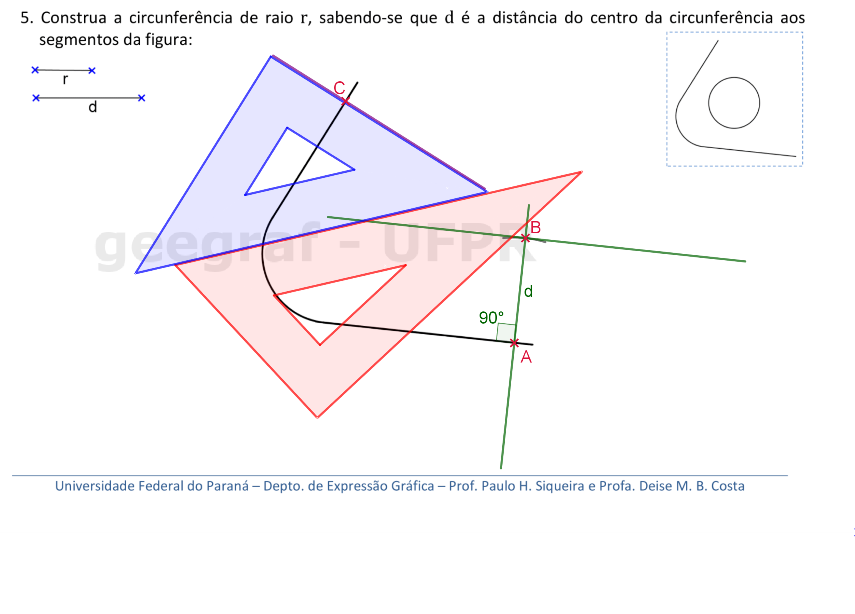 5. Construa a circunferência de raio r, sabendo-se que d é a distância do centro da circunferência aos
segmentos da figura:
r
d
C
geegraf - UFPR
B
d
90°
A
Universidade Federal do Paraná – Depto. de Expressão Gráfica – Prof. Paulo H. Siqueira e Profa. Deise M. B. Costa